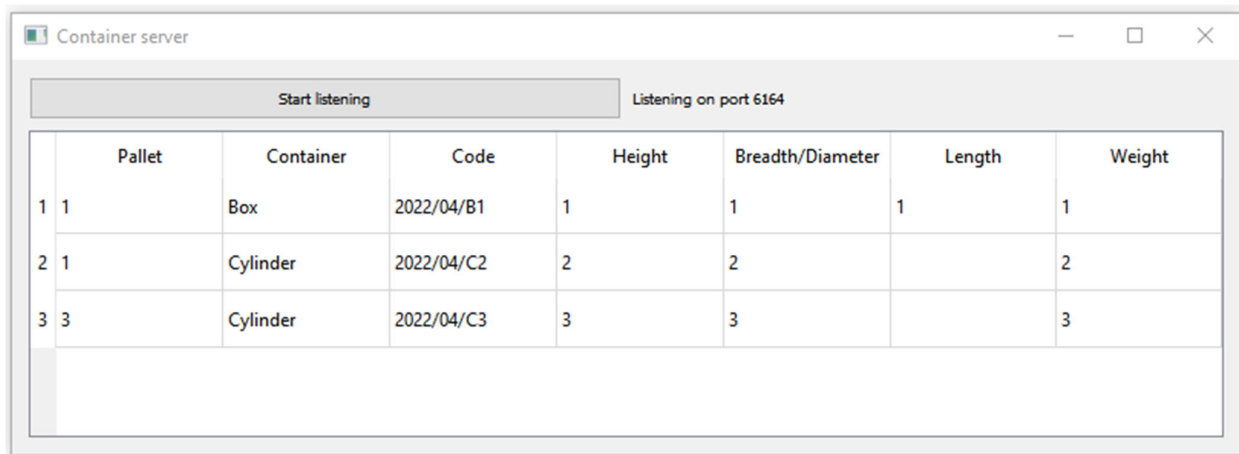 Container server
Start listening Listening on port 6164
Pallet Container Code Height Breadth/Diameter Length Weight
1 1 Box 2022/04/B1 1 1 1 1
2 1 Cylinder 2022/04/C2 2 2 2
3 3 Cylinder 2022/04/C3 3 3 3